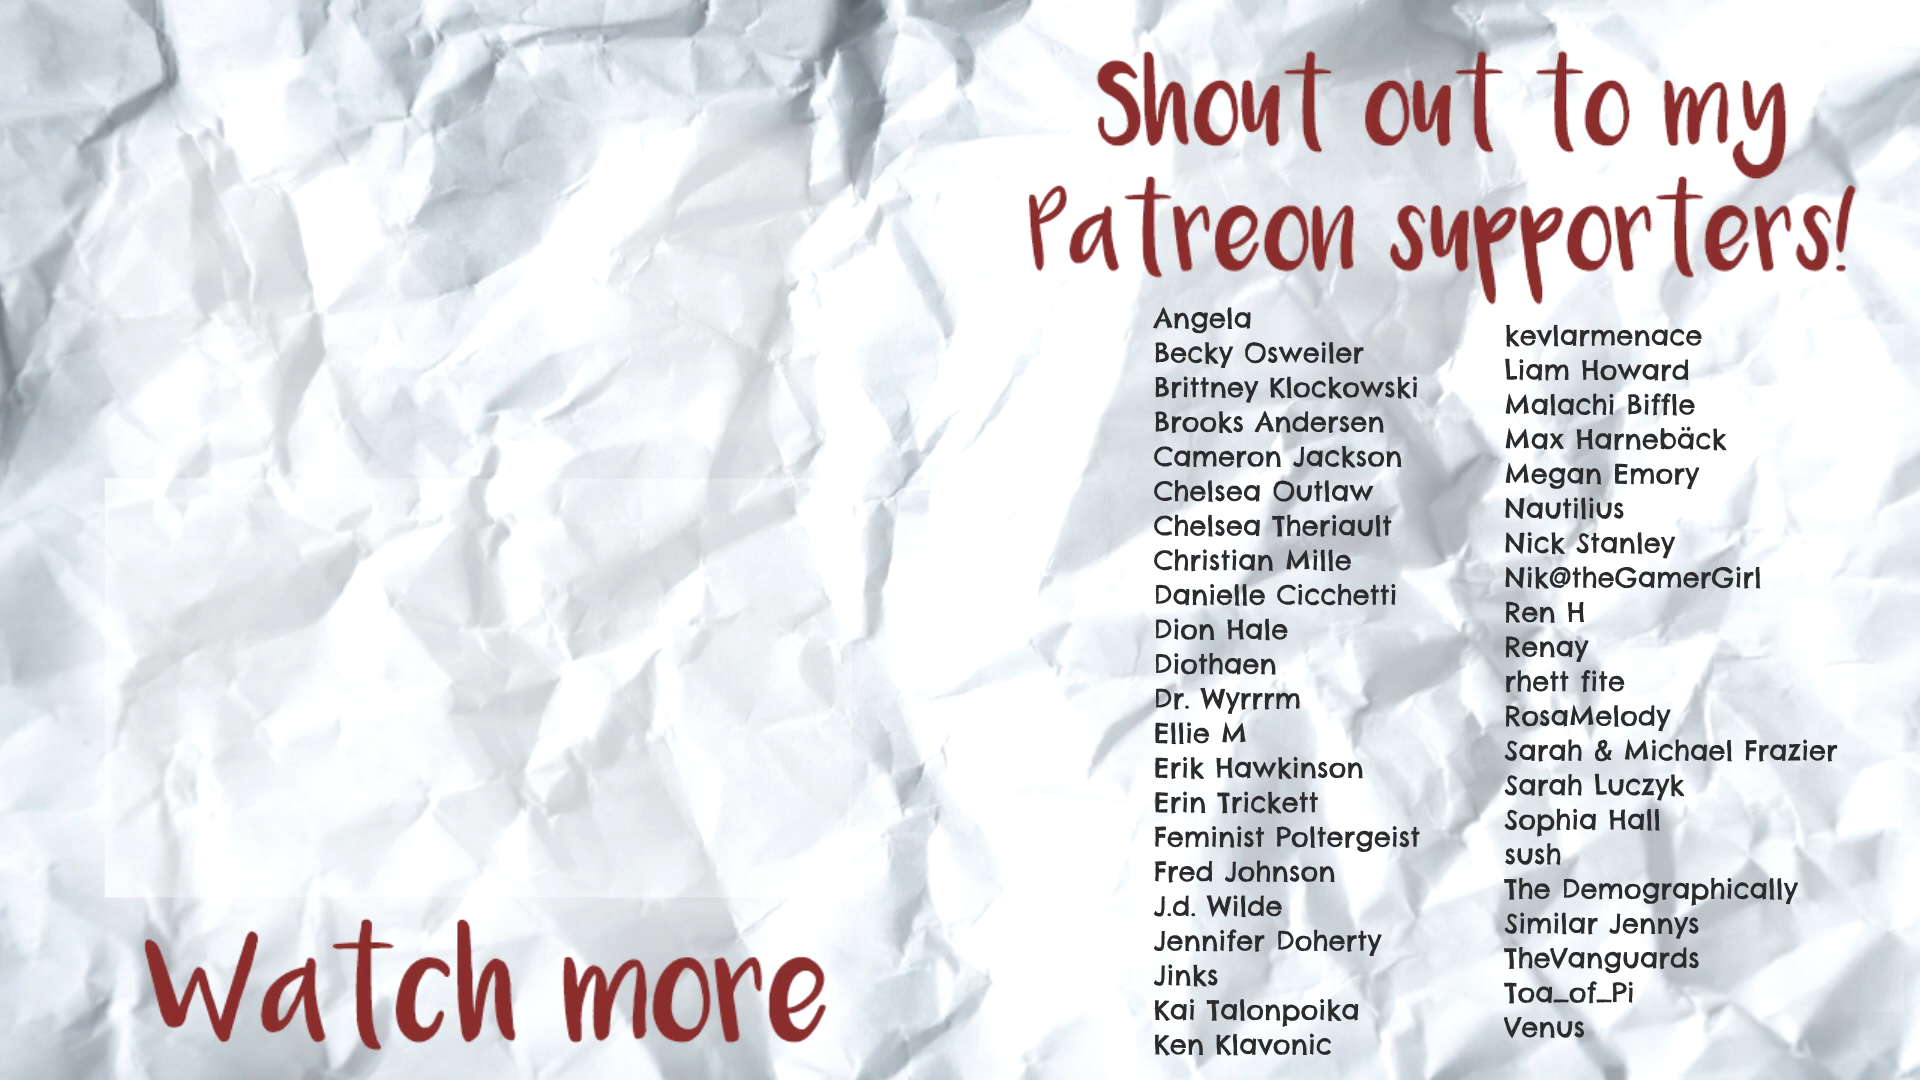 Shout out to my
Patreon supporters!
Angela
Becky Osweiler
Brittney Klockowski
Brooks Andersen
Cameron Jackson
Chelsea Outlaw
Chelsea Theriault
Christian Mille
Danielle Cicchetti
Dion Hale
Diothaen
Dr. Wyrrrm
Ellie M
Erik Hawkinson
Erin Trickett
Feminist Poltergeist
Fred Johnson
J.d. Wilde
Jennifer Doherty
Jinks
Kai Talonpoika
Ken Klavonic
kevlarmenace
Liam Howard
Malachi Biffle
Max Harnebäck
Megan Emory
Nautilius
Nick Stanley
Nik@theGamerGirl
Ren H
Renay
rhett fite
RosaMelody
Sarah & Michael Frazier
Sarah Luczyk
Sophia Hall
sush
The Demographically
Similar Jennys
TheVanguards
Toa_of_Pi
Venus
Watch more